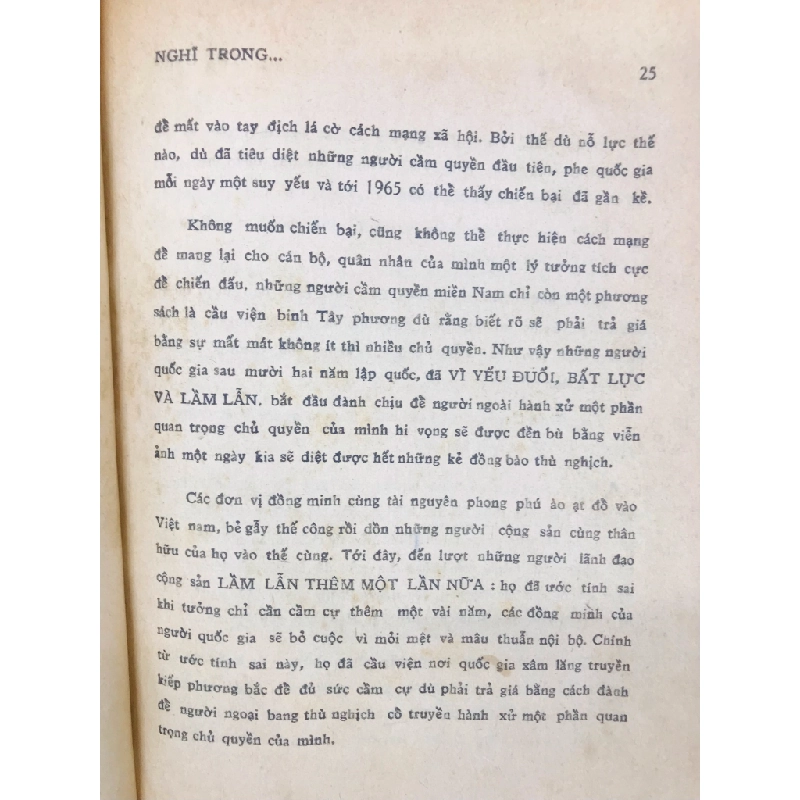 NGHĨ TRONG...
25
để mất vào tay địch lá cờ cách mạng xã hội. Bởi thế dù nỗ lực thế
nào, dù đã tiêu diệt những người cầm quyền đầu tiên, phe quốc gia
mỗi ngày một suy yếu và tới 1965 có thể thấy chiến bại đã gần kề.
Không muốn chiến bại, cũng không thể thực hiện cách mạng
để mang lại cho cán bộ, quân nhân của mình một lý tưởng tích cực
để chiến đấu, những người cầm quyền miền Nam chỉ còn một phương
sách là cầu viện binh Tây phương dù rằng biết rõ sẽ phải trả giá
bằng sự mất mát không ít thì nhiều chủ quyền. Như vậy những người
quốc gia sau mười hai năm lập quốc, đã VÌ YẾU ĐUỐI, BẤT LỰC
VÀ LẦM LẪN. bắt đầu đành chịu để người ngoài hành xử một phần
quan trọng chủ quyền của mình hi vọng sẽ được đền bù bằng viễn
ảnh một ngày kia sẽ diệt được hết những kẻ đồng bào thù nghịch.
Các đơn vị đồng minh cùng tài nguyên phong phú ào ạt đổ vào
Việt nam, bẻ gẫy thế công rồi dồn những người cộng sản cùng thân
hữu của họ vào thế cùng. Tới đây, đến lượt những người lãnh đạo
cộng sản LẦM LẪN THÊM MỘT LẦN NỮA : họ đã ước tính sai
khi tưởng chỉ cần cầm cự thêm một vài năm, các đồng minh của
người quốc gia sẽ bỏ cuộc vì mỏi mệt và mâu thuẫn nội bộ. Chính
từ ước tính sai này, họ đã cầu viện nơi quốc gia xâm lăng truyền
kiếp phương bắc để đủ sức cầm cự dù phải trả giá bằng cách đành
để người ngoại bang thù nghịch cổ truyền hành xử một phần quan
trọng chủ quyền của mình.